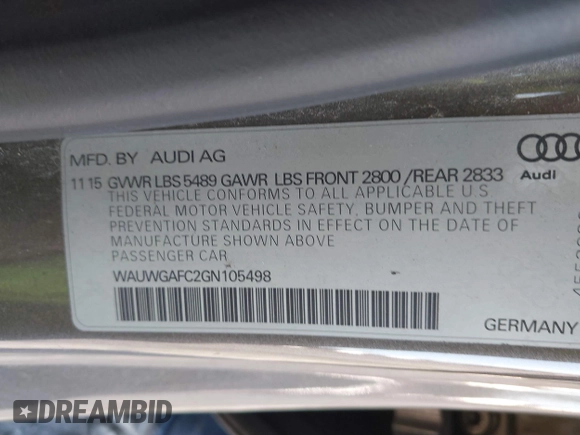 MFD. BY AUDI AG
11 15 GVWR LBS 5489 GAWR LBS FRONT 2800 /REAR 2833
THIS VEHICLE CONFORMS TO ALL APPLICABLE U.S
FEDERAL MOTOR VEHICLE SAFETY, BUMPER AND THEFT
PREVENTION STANDARDS IN EFFECT ON THE DATE OF
MANUFACTURE SHOWN ABOVE
PASSENGER CAR
WAUWGAFC2GN105498
Audi
GERMANY
DREAMBID